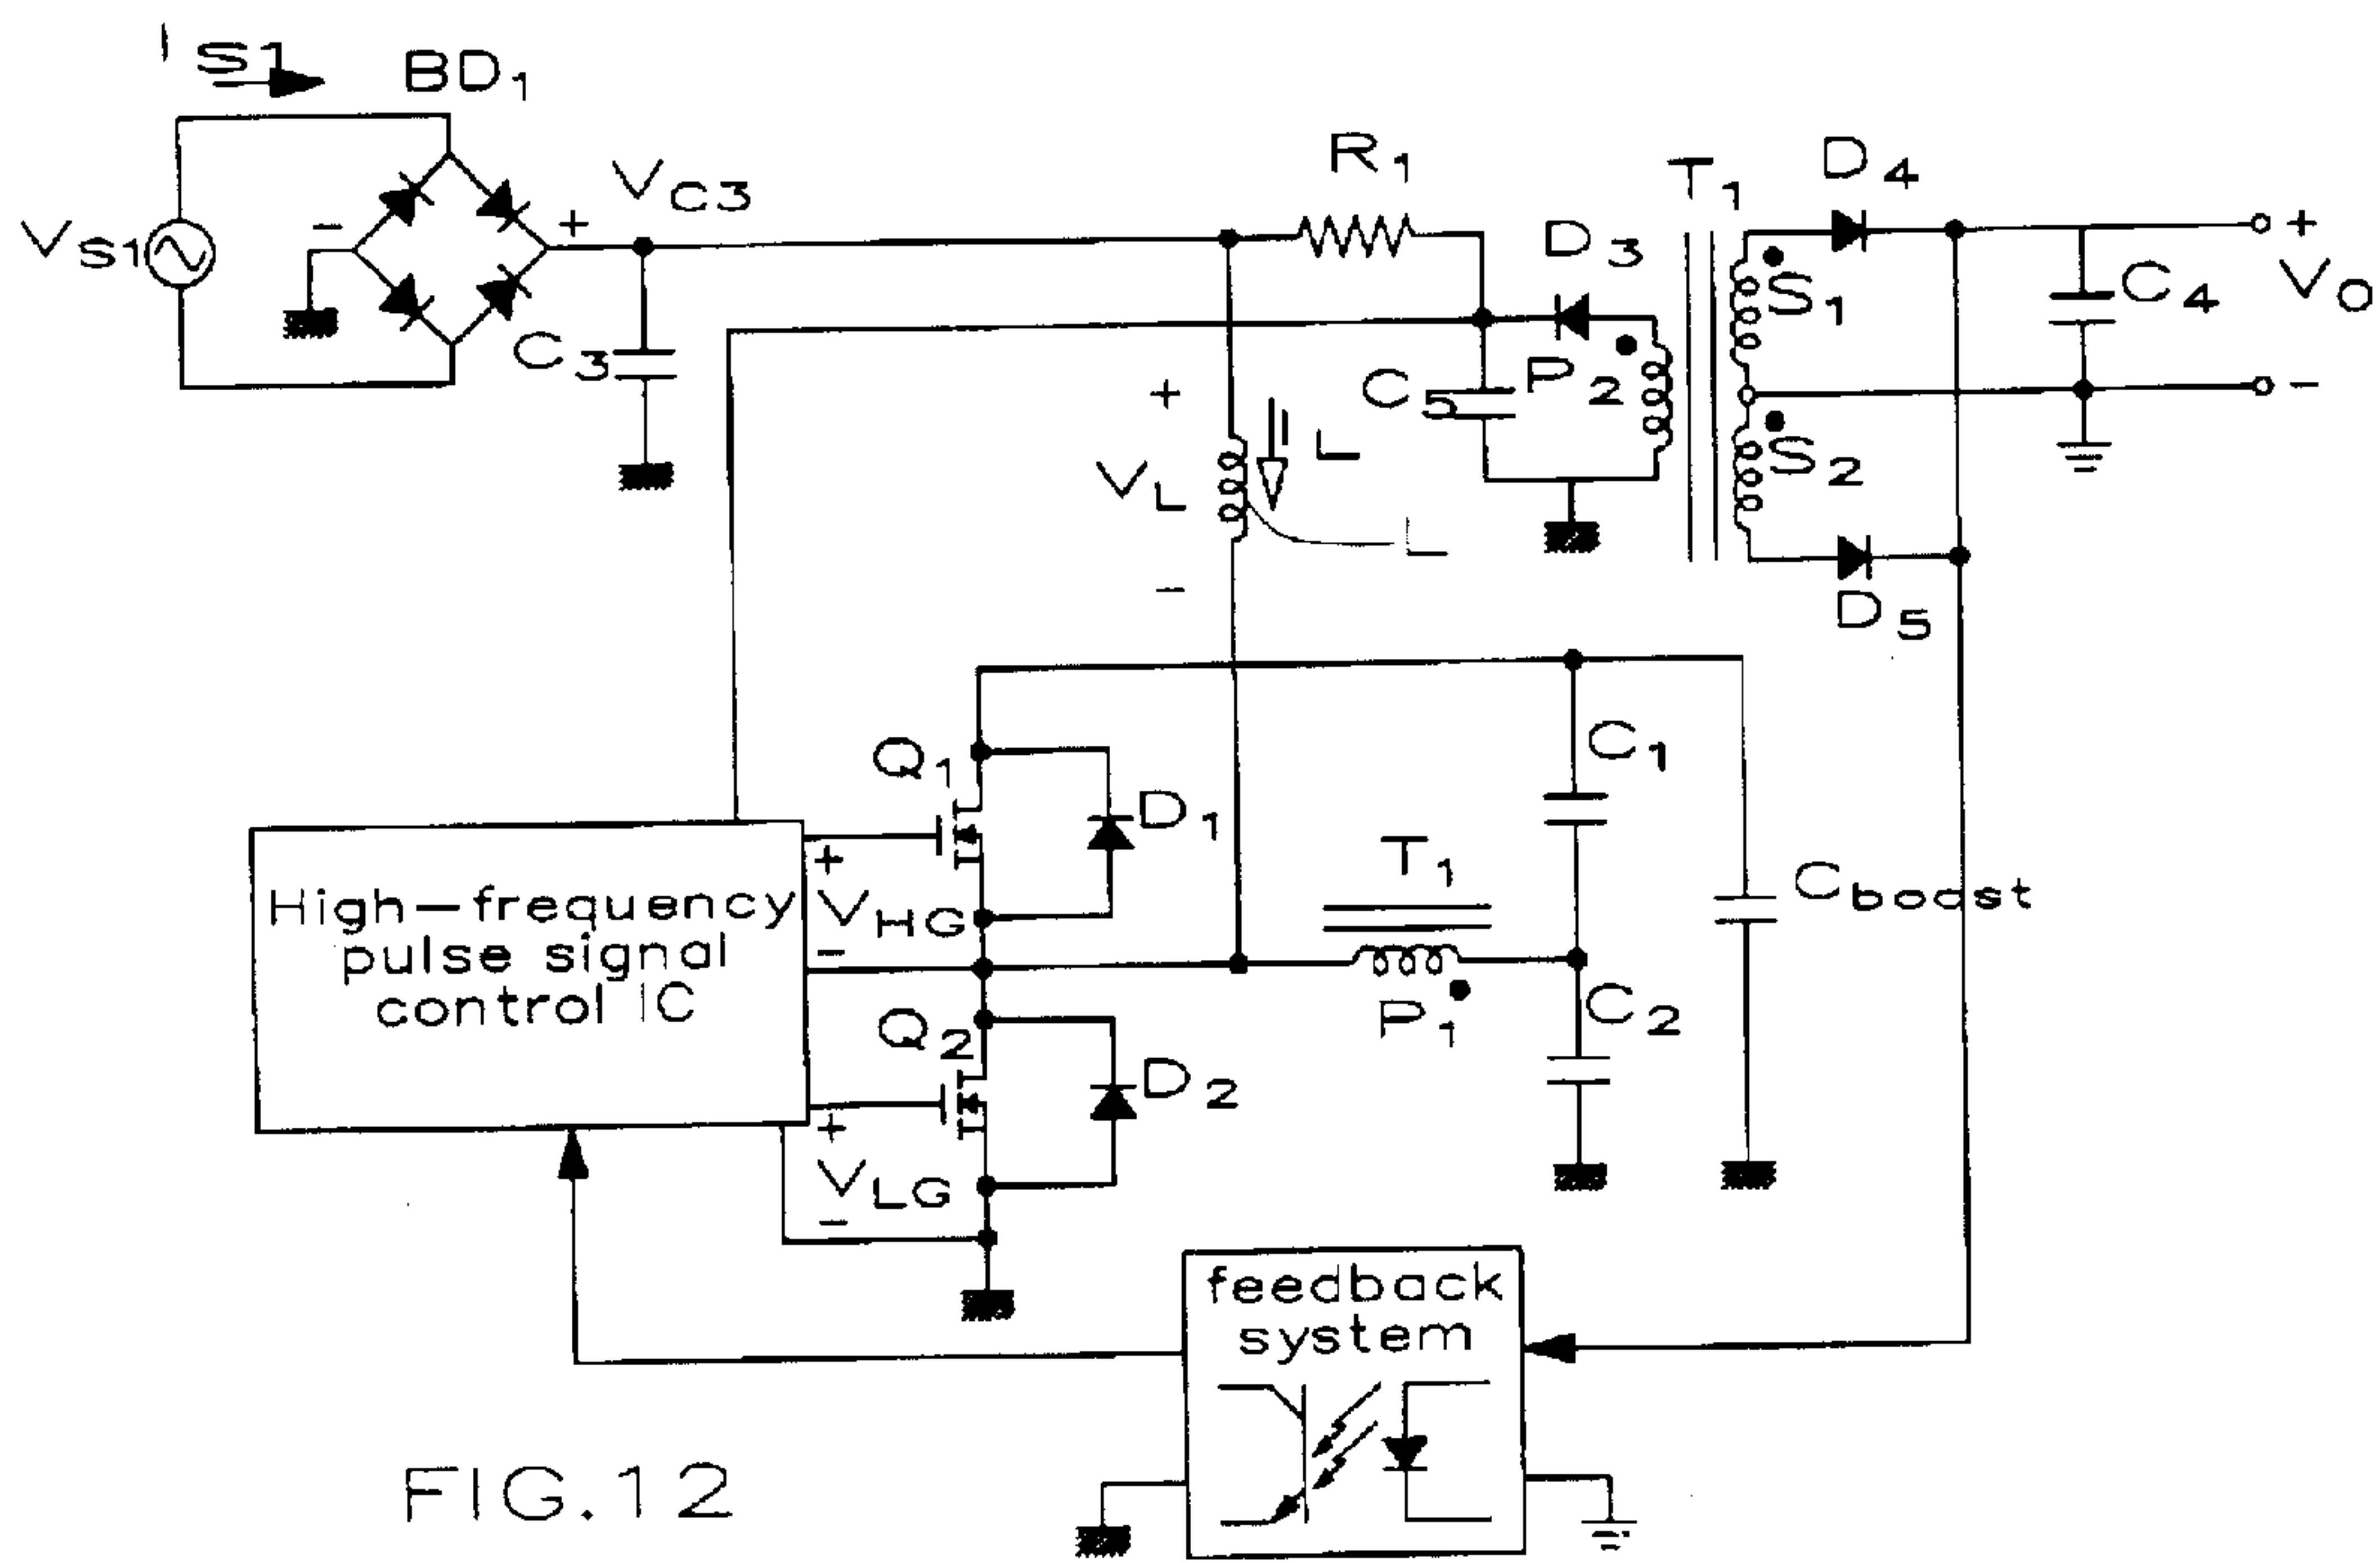 I S1
BD1
VS1
−
+
VC3
C3
R1
D3
T1
D4
+
VO
−
S1
C4
C5
P2
S2
D5
+
VL
−
IL
L
Q1
D1
C1
Cboost
T1
P1
C2
+
VHG
−
High-frequency
pulse signal
control IC
Q2
D2
+
VLG
−
feedback
system
FIG.12